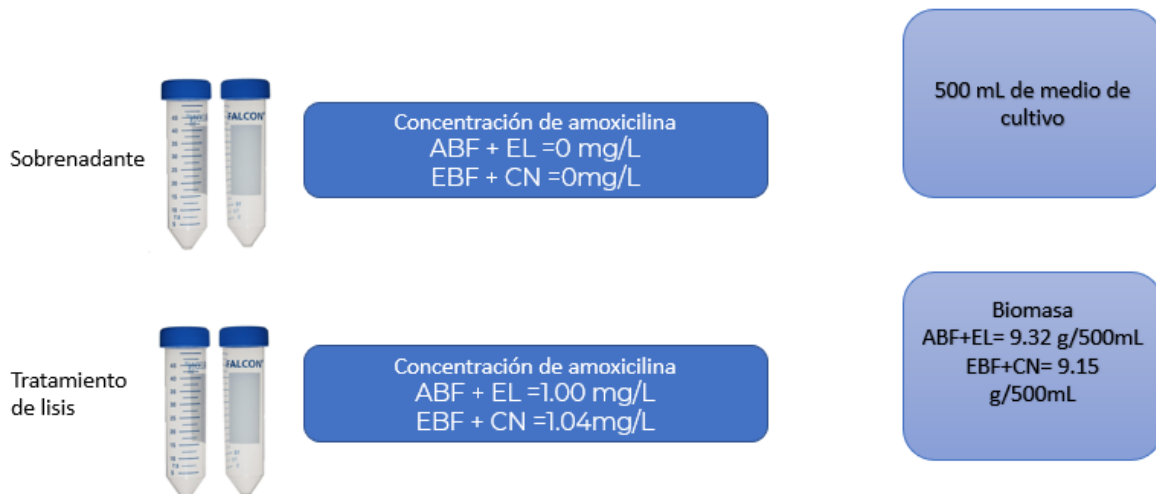 Sobrenadante
FALCON
Concentración de amoxicilina
ABF + EL =0 mg/L
EBF + CN =0mg/L
500 mL de medio de
cultivo
Tratamiento
de lisis
FALCON
Concentración de amoxicilina
ABF + EL =1.00 mg/L
EBF + CN =1.04mg/L
Biomasa
ABF+EL= 9.32 g/500mL
EBF+CN= 9.15
g/500mL